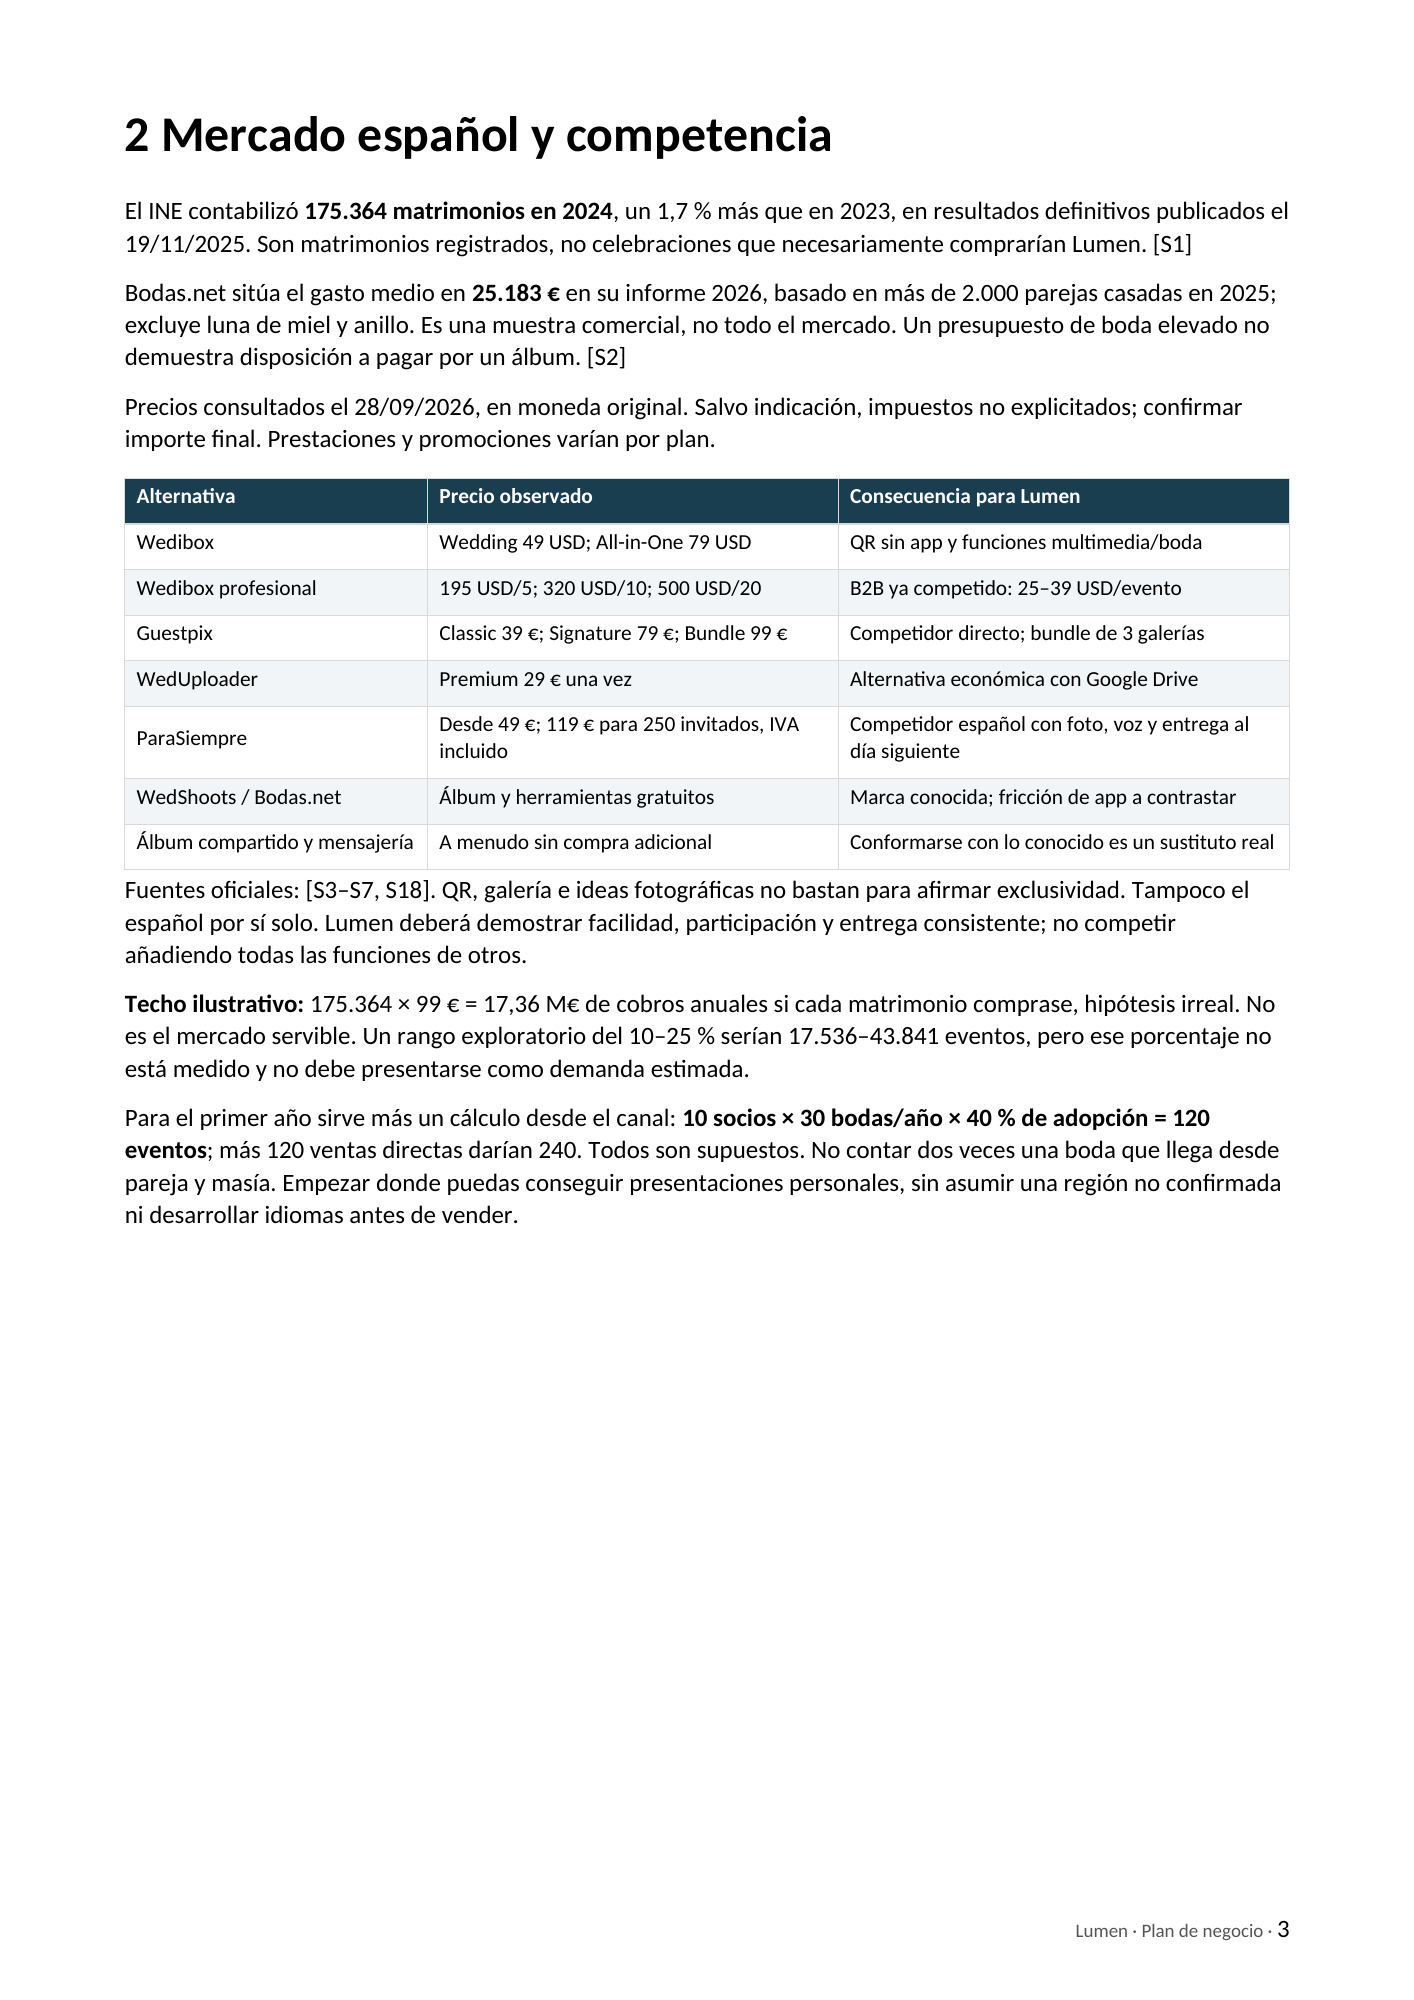 2 Mercado español y competencia
El INE contabilizó 175.364 matrimonios en 2024, un 1,7 % más que en 2023, en resultados definitivos publicados el
19/11/2025. Son matrimonios registrados, no celebraciones que necesariamente comprarían Lumen. [S1]
Bodas.net sitúa el gasto medio en 25.183 € en su informe 2026, basado en más de 2.000 parejas casadas en 2025;
excluye luna de miel y anillo. Es una muestra comercial, no todo el mercado. Un presupuesto de boda elevado no
demuestra disposición a pagar por un álbum. [S2]
Precios consultados el 28/09/2026, en moneda original. Salvo indicación, impuestos no explicitados; confirmar
importe final. Prestaciones y promociones varían por plan.
Alternativa Precio observado Consecuencia para Lumen
Wedibox Wedding 49 USD; All-in-One 79 USD QR sin app y funciones multimedia/boda
Wedibox profesional 195 USD/5; 320 USD/10; 500 USD/20 B2B ya competido: 25–39 USD/evento
Guestpix Classic 39 €; Signature 79 €; Bundle 99 € Competidor directo; bundle de 3 galerías
WedUploader Premium 29 € una vez Alternativa económica con Google Drive
ParaSiempre Desde 49 €; 119 € para 250 invitados, IVA incluido Competidor español con foto, voz y entrega al día siguiente
WedShoots / Bodas.net Álbum y herramientas gratuitos Marca conocida; fricción de app a contrastar
Álbum compartido y mensajería A menudo sin compra adicional Conformarse con lo conocido es un sustituto real
Fuentes oficiales: [S3–S7, S18]. QR, galería e ideas fotográficas no bastan para afirmar exclusividad. Tampoco el
español por sí solo. Lumen deberá demostrar facilidad, participación y entrega consistente; no competir
añadiendo todas las funciones de otros.
Techo ilustrativo: 175.364 × 99 € = 17,36 M€ de cobros anuales si cada matrimonio comprase, hipótesis irreal. No
es el mercado servible. Un rango exploratorio del 10–25 % serían 17.536–43.841 eventos, pero ese porcentaje no
está medido y no debe presentarse como demanda estimada.
Para el primer año sirve más un cálculo desde el canal: 10 socios × 30 bodas/año × 40 % de adopción = 120
eventos; más 120 ventas directas darían 240. Todos son supuestos. No contar dos veces una boda que llega desde
pareja y masía. Empezar donde puedas conseguir presentaciones personales, sin asumir una región no confirmada
ni desarrollar idiomas antes de vender.
Lumen · Plan de negocio · 3